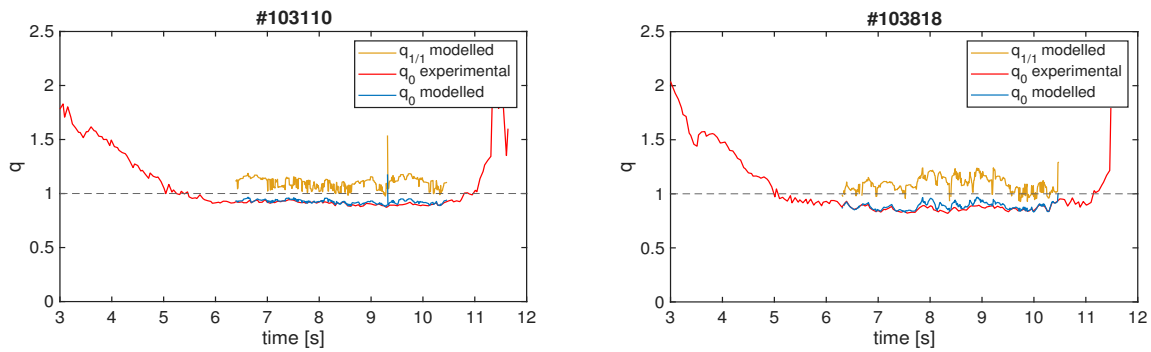 #103110
2.5
2
1.5
1
0.5
0
q
q1/1 modelled
q0 experimental
q0 modelled
3 4 5 6 7 8 9 10 11 12
time [s]
#103818
2.5
2
1.5
1
0.5
0
q
q1/1 modelled
q0 experimental
q0 modelled
3 4 5 6 7 8 9 10 11 12
time [s]